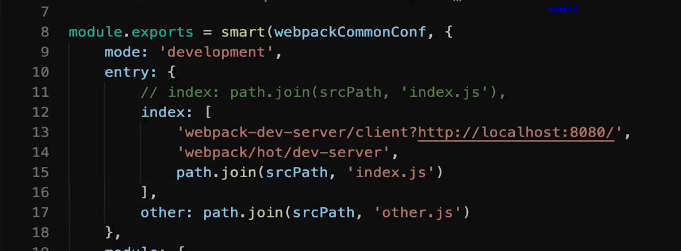 7
8 module.exports = smart(webpackCommonConf, {
9 mode: 'development',
10 entry: {
11 // index: path.join(srcPath, 'index.js'),
12 index: [
13 'webpack-dev-server/client?http://localhost:8080/',
14 'webpack/hot/dev-server',
15 path.join(srcPath, 'index.js')
16 ],
17 other: path.join(srcPath, 'other.js')
18 },
19 module: {